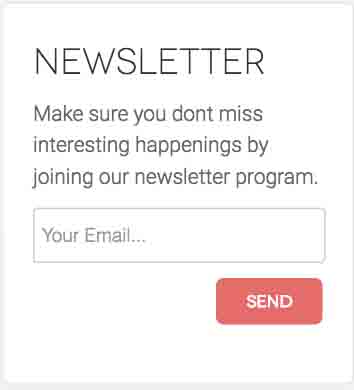 NEWSLETTER
Make sure you dont miss
interesting happenings by
joining our newsletter program.
Your Email...
SEND